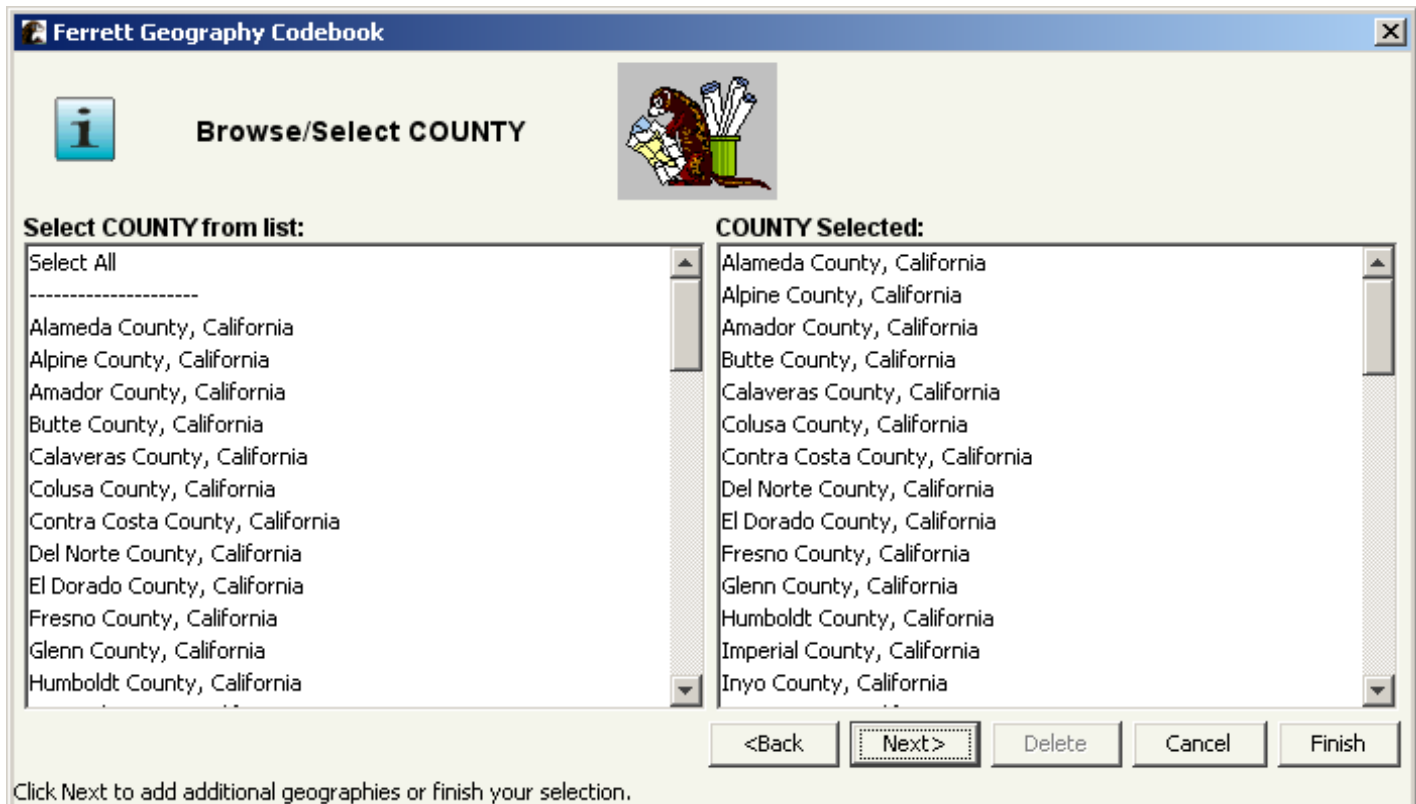 Ferrett Geography Codebook
i
Browse/Select COUNTY
Select COUNTY from list:
Select All
---------------------
Alameda County, California
Alpine County, California
Amador County, California
Butte County, California
Calaveras County, California
Colusa County, California
Contra Costa County, California
Del Norte County, California
El Dorado County, California
Fresno County, California
Glenn County, California
Humboldt County, California
COUNTY Selected:
Alameda County, California
Alpine County, California
Amador County, California
Butte County, California
Calaveras County, California
Colusa County, California
Contra Costa County, California
Del Norte County, California
El Dorado County, California
Fresno County, California
Glenn County, California
Humboldt County, California
Imperial County, California
Inyo County, California
<Back Next> Delete Cancel Finish
Click Next to add additional geographies or finish your selection.